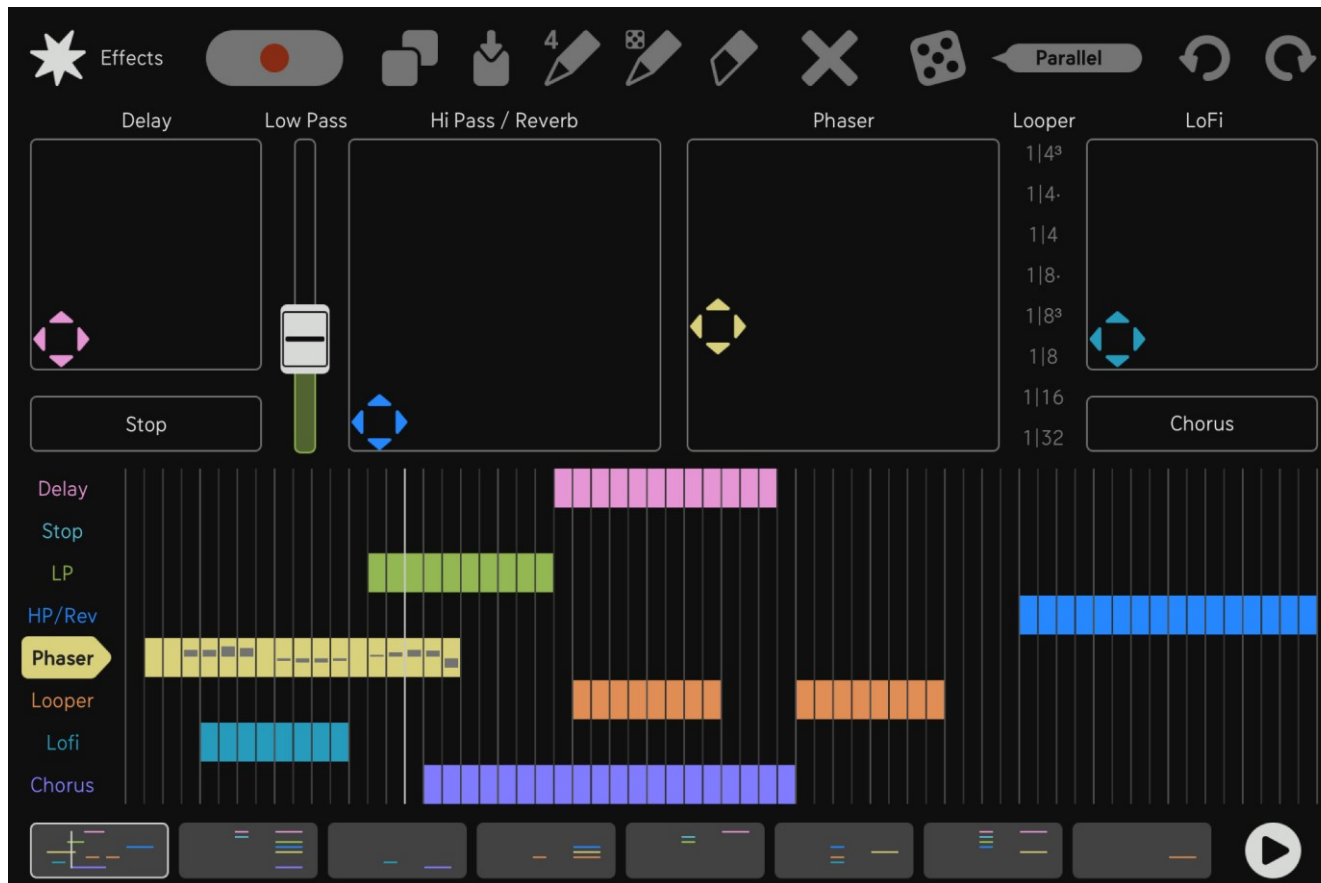 Effects
4
Parallel
Delay
Low Pass
Hi Pass / Reverb
Phaser
Looper
LoFi
1|4³
1|4·
1|4
1|8·
1|8³
1|8
1|16
1|32
Stop
Chorus
Delay
Stop
LP
HP/Rev
Phaser
Looper
Lofi
Chorus